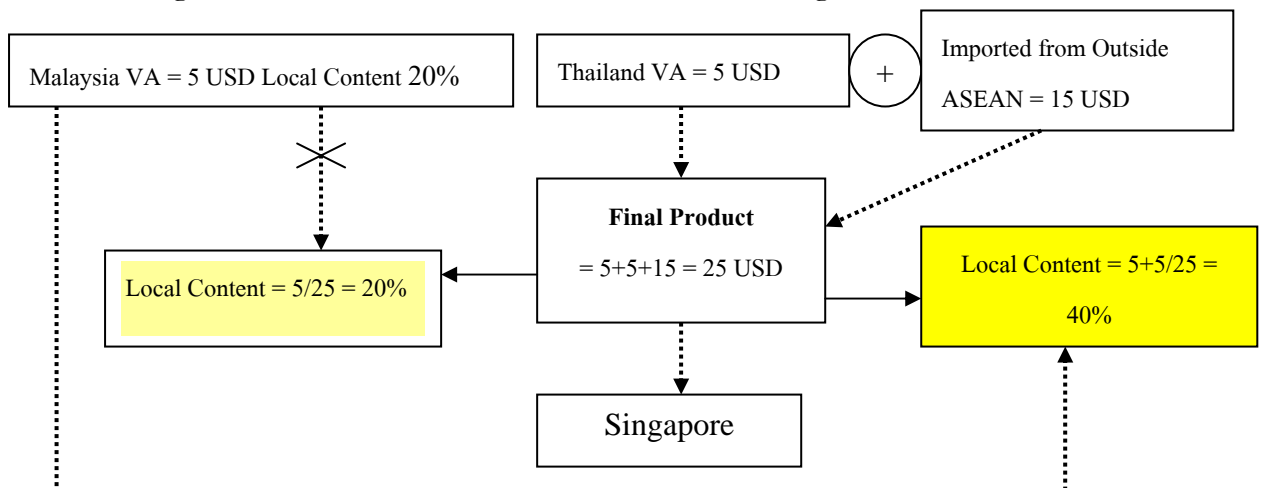 Malaysia VA = 5 USD Local Content 20%
Thailand VA = 5 USD
+
Imported from Outside
ASEAN = 15 USD
Final Product
= 5+5+15 = 25 USD
Local Content = 5/25 = 20%
Local Content = 5+5/25 =
40%
Singapore